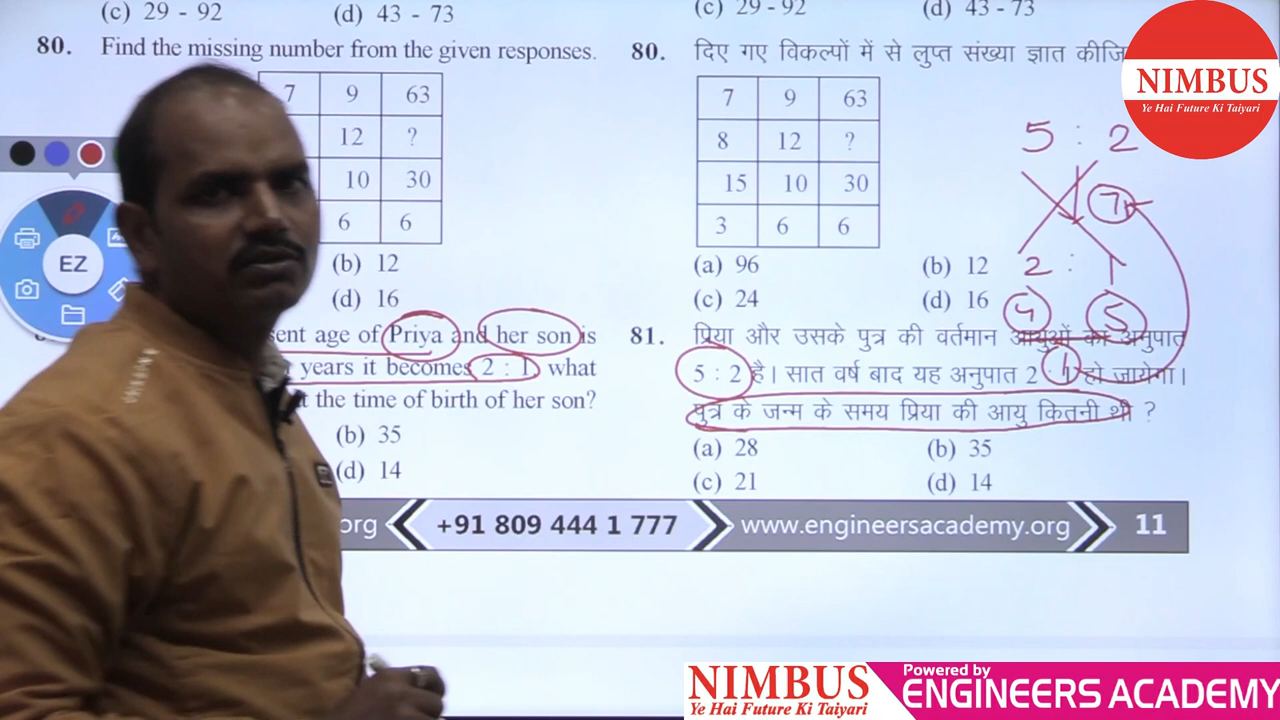 (c) 29 - 92 (d) 43 - 73
80. Find the missing number from the given responses.
7 9 63
12 ?
10 30
6 6
(b) 12
(d) 16
sent age of Priya and her son is
years it becomes 2 : 1, what
the time of birth of her son?
(b) 35
(d) 14
EZ
(c) 29 - 92 (d) 43 - 73
80. दिए गए विकल्पों में से लुप्त संख्या ज्ञात कीजि
7 9 63
8 12 ?
15 10 30
3 6 6
(a) 96 (b) 12
(c) 24 (d) 16
5 : 2
7
2 : 1
5
81. प्रिया और उसके पुत्र की वर्तमान आयुओं का अनुपात
5 : 2 है। सात वर्ष बाद यह अनुपात 2 : 1 हो जायेगा।
पुत्र के जन्म के समय प्रिया की आयु कितनी थी ?
(a) 28 (b) 35
(c) 21 (d) 14
org +91 809 444 1 777 www.engineersacademy.org 11
NIMBUS
Ye Hai Future Ki Taiyari
NIMBUS
Ye Hai Future Ki Taiyari
Powered by
ENGINEERS ACADEMY